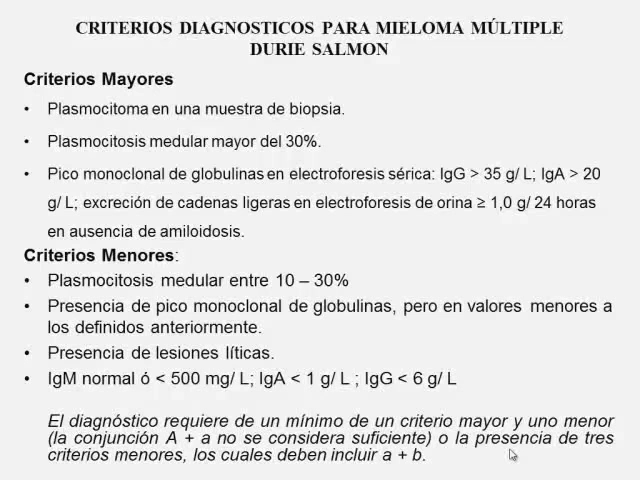 CRITERIOS DIAGNOSTICOS PARA MIELOMA MÚLTIPLE
DURIE SALMON
Criterios Mayores
• Plasmocitoma en una muestra de biopsia.
• Plasmocitosis medular mayor del 30%.
• Pico monoclonal de globulinas en electroforesis sérica: IgG > 35 g/ L; IgA > 20
g/ L; excreción de cadenas ligeras en electroforesis de orina ≥ 1,0 g/ 24 horas
en ausencia de amiloidosis.
Criterios Menores:
• Plasmocitosis medular entre 10 – 30%
• Presencia de pico monoclonal de globulinas, pero en valores menores a
los definidos anteriormente.
• Presencia de lesiones líticas.
• IgM normal ó < 500 mg/ L; IgA < 1 g/ L ; IgG < 6 g/ L
El diagnóstico requiere de un mínimo de un criterio mayor y uno menor
(la conjunción A + a no se considera suficiente) o la presencia de tres
criterios menores, los cuales deben incluir a + b.